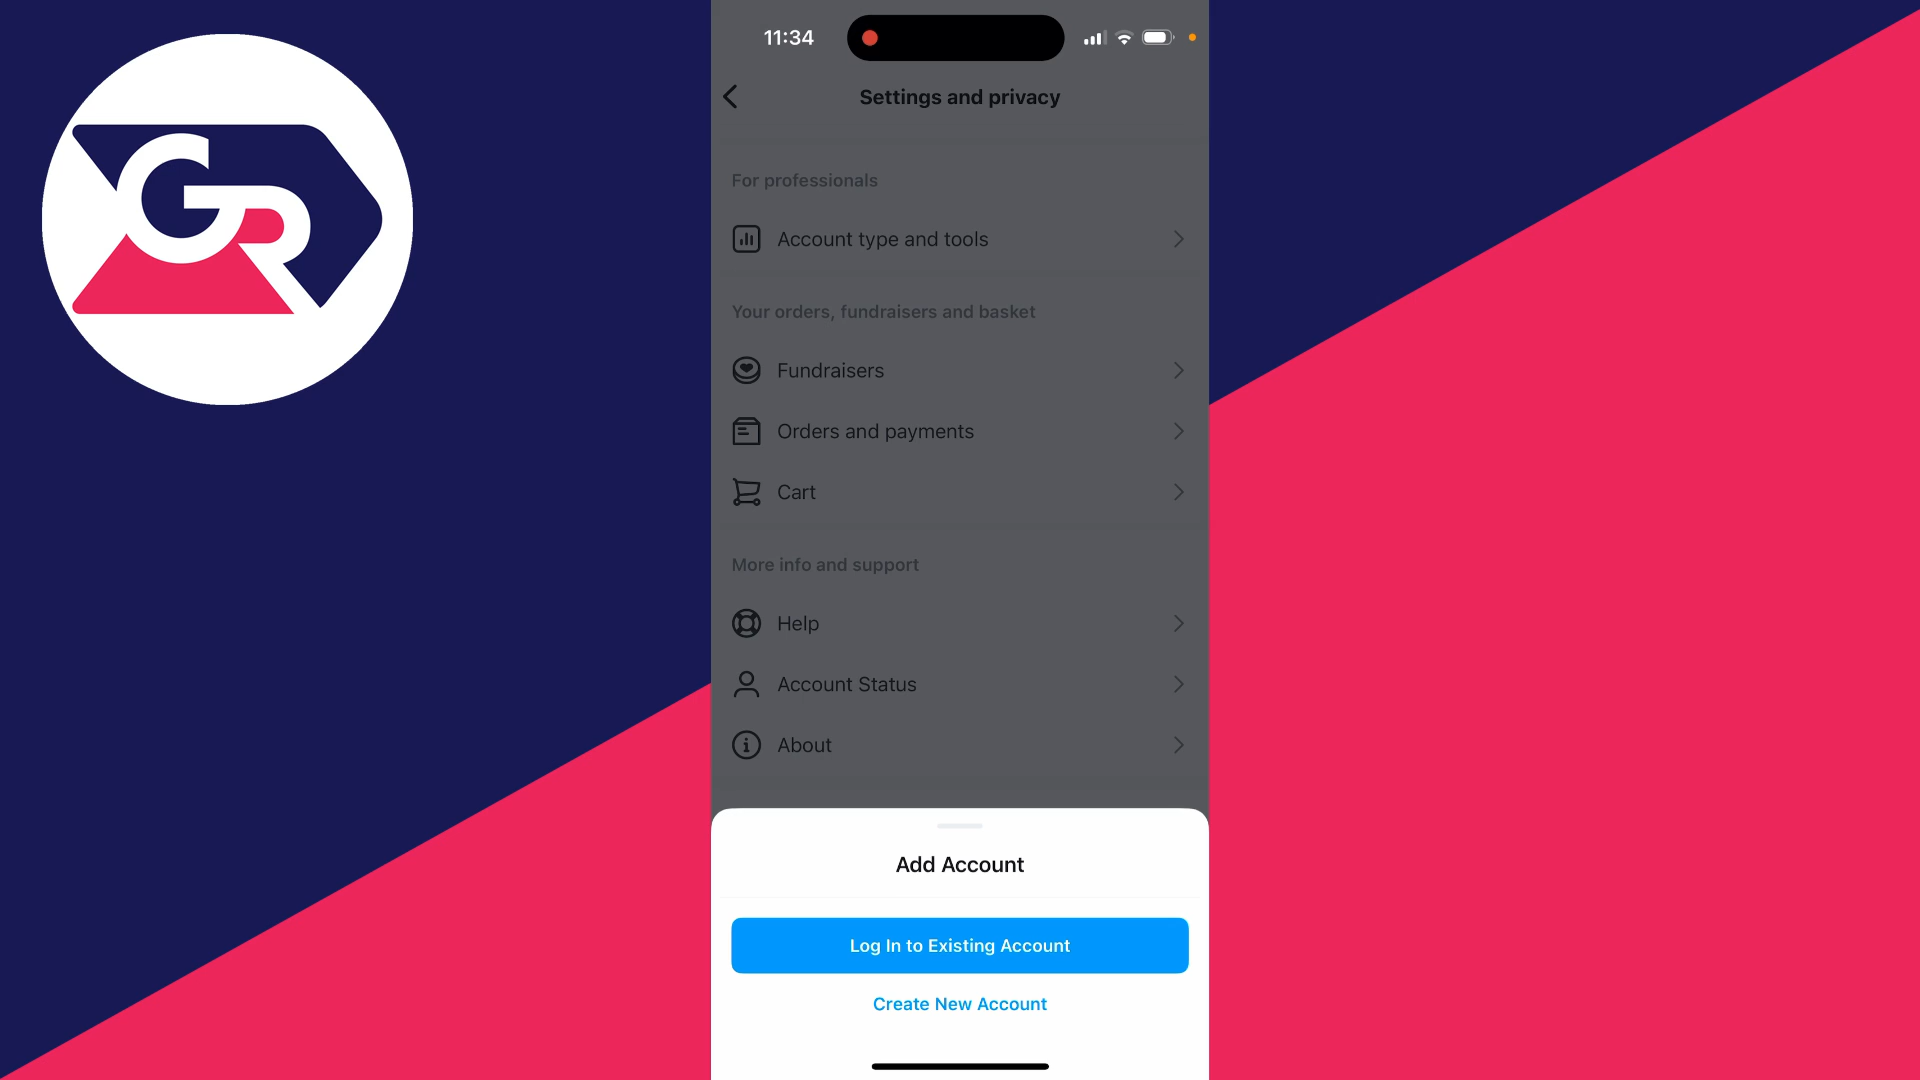 GR
11:34
Settings and privacy
For professionals
Account type and tools
Your orders, fundraisers and basket
Fundraisers
Orders and payments
Cart
More info and support
Help
Account Status
About
Add Account
Log In to Existing Account
Create New Account